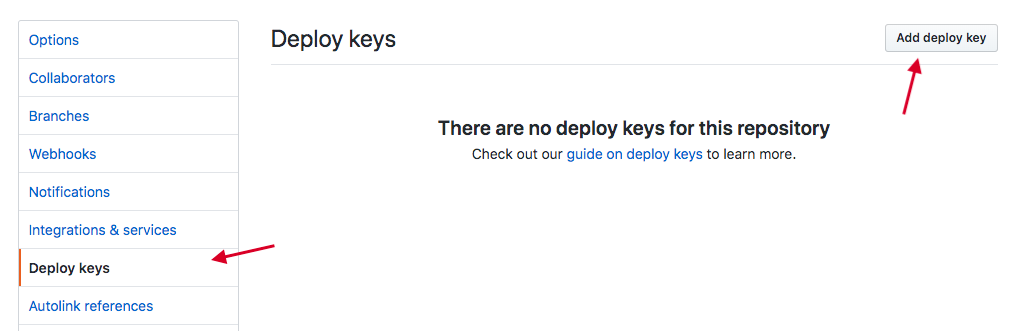 Options
Collaborators
Branches
Webhooks
Notifications
Integrations & services
Deploy keys
Autolink references
Deploy keys
Add deploy key
There are no deploy keys for this repository
Check out our guide on deploy keys to learn more.